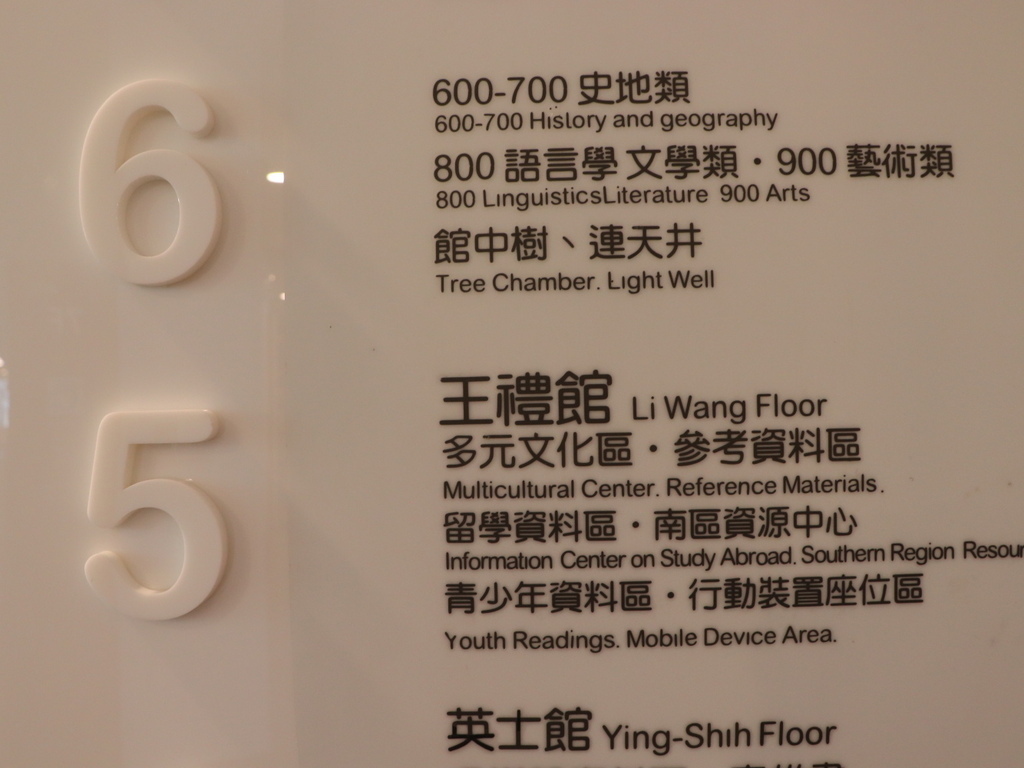 6
600-700 史地類
600-700 History and geography
800 語言學 文學類・900 藝術類
800 LinguisticsLiterature 900 Arts
館中樹、連天井
Tree Chamber. Light Well
5
王禮館 Li Wang Floor
多元文化區・參考資料區
Multicultural Center. Reference Materials.
留學資料區・南區資源中心
Information Center on Study Abroad. Southern Region Resour
青少年資料區・行動裝置座位區
Youth Readings. Mobile Device Area.
英士館 Ying-Shih Floor